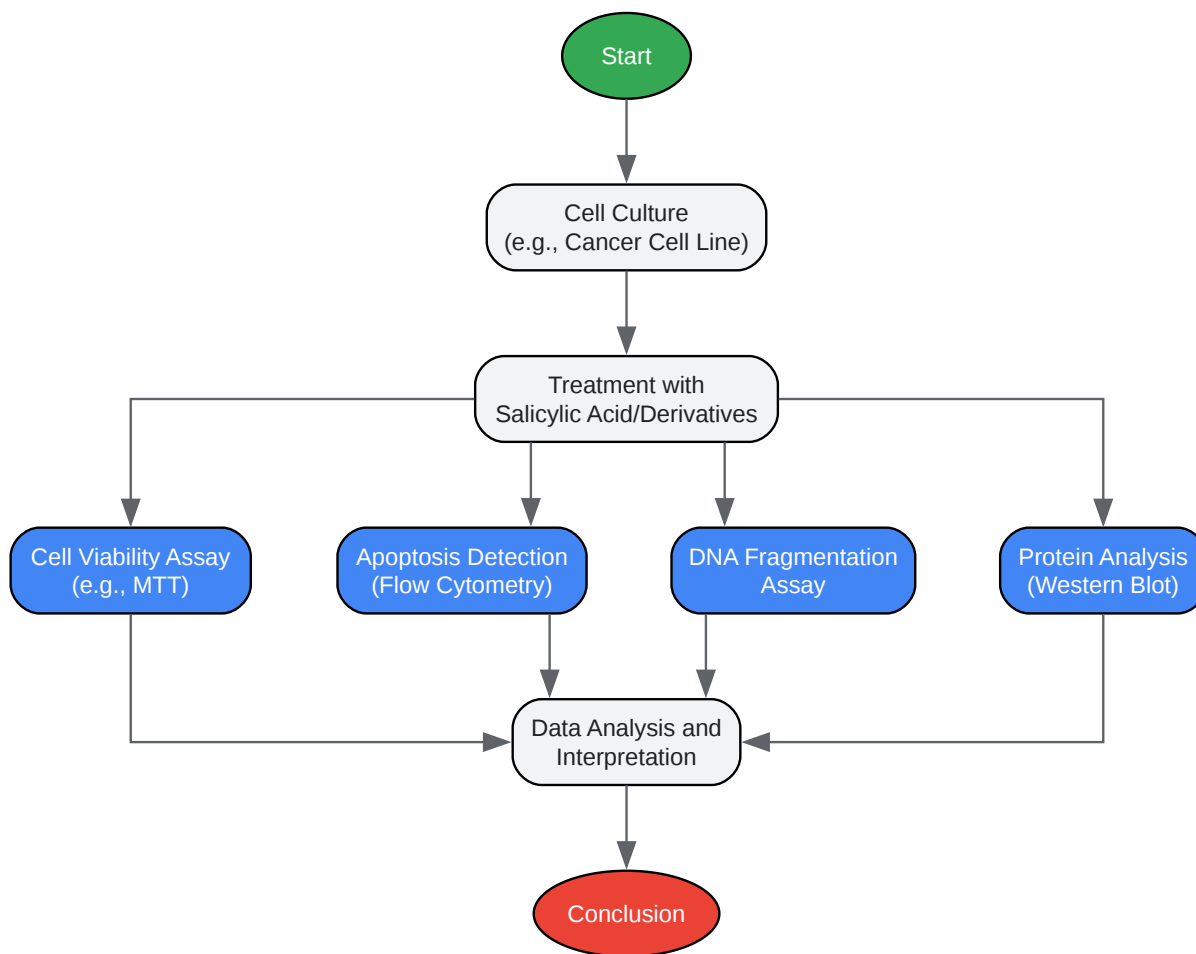 Start
Cell Culture
(e.g., Cancer Cell Line)
Treatment with
Salicylic Acid/Derivatives
Cell Viability Assay
(e.g., MTT)
Apoptosis Detection
(Flow Cytometry)
DNA Fragmentation
Assay
Protein Analysis
(Western Blot)
Data Analysis and
Interpretation
Conclusion